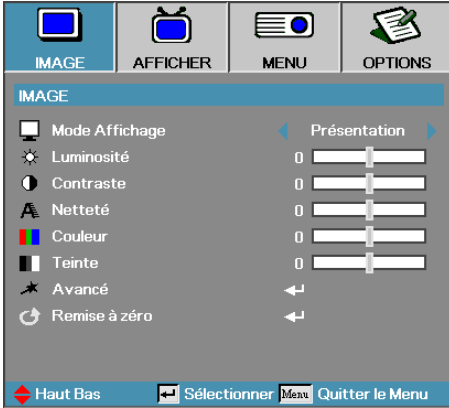 IMAGE AFFICHER MENU OPTIONS
IMAGE
Mode Affichage Présentation
Luminosité 0
Contraste 0
Netteté 0
Couleur 0
Teinte 0
Avancé
Remise à zéro
Haut Bas Sélectionner Menu Quitter le Menu